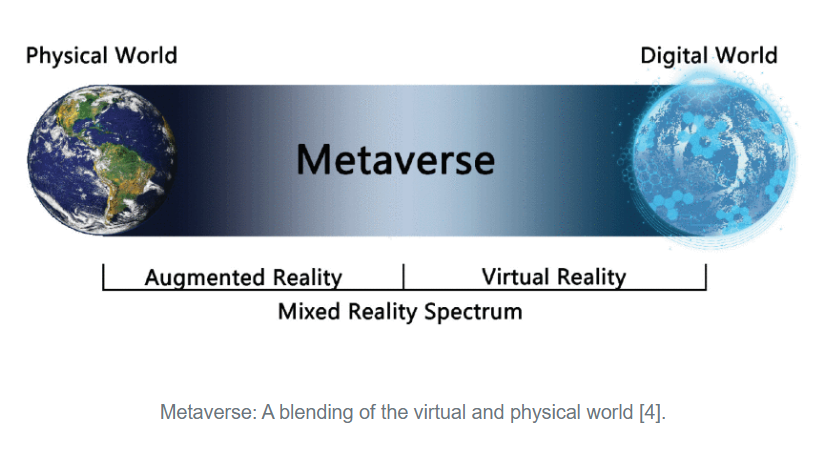 Physical World
Digital World
Metaverse
Augmented Reality
Virtual Reality
Mixed Reality Spectrum
Metaverse: A blending of the virtual and physical world [4].